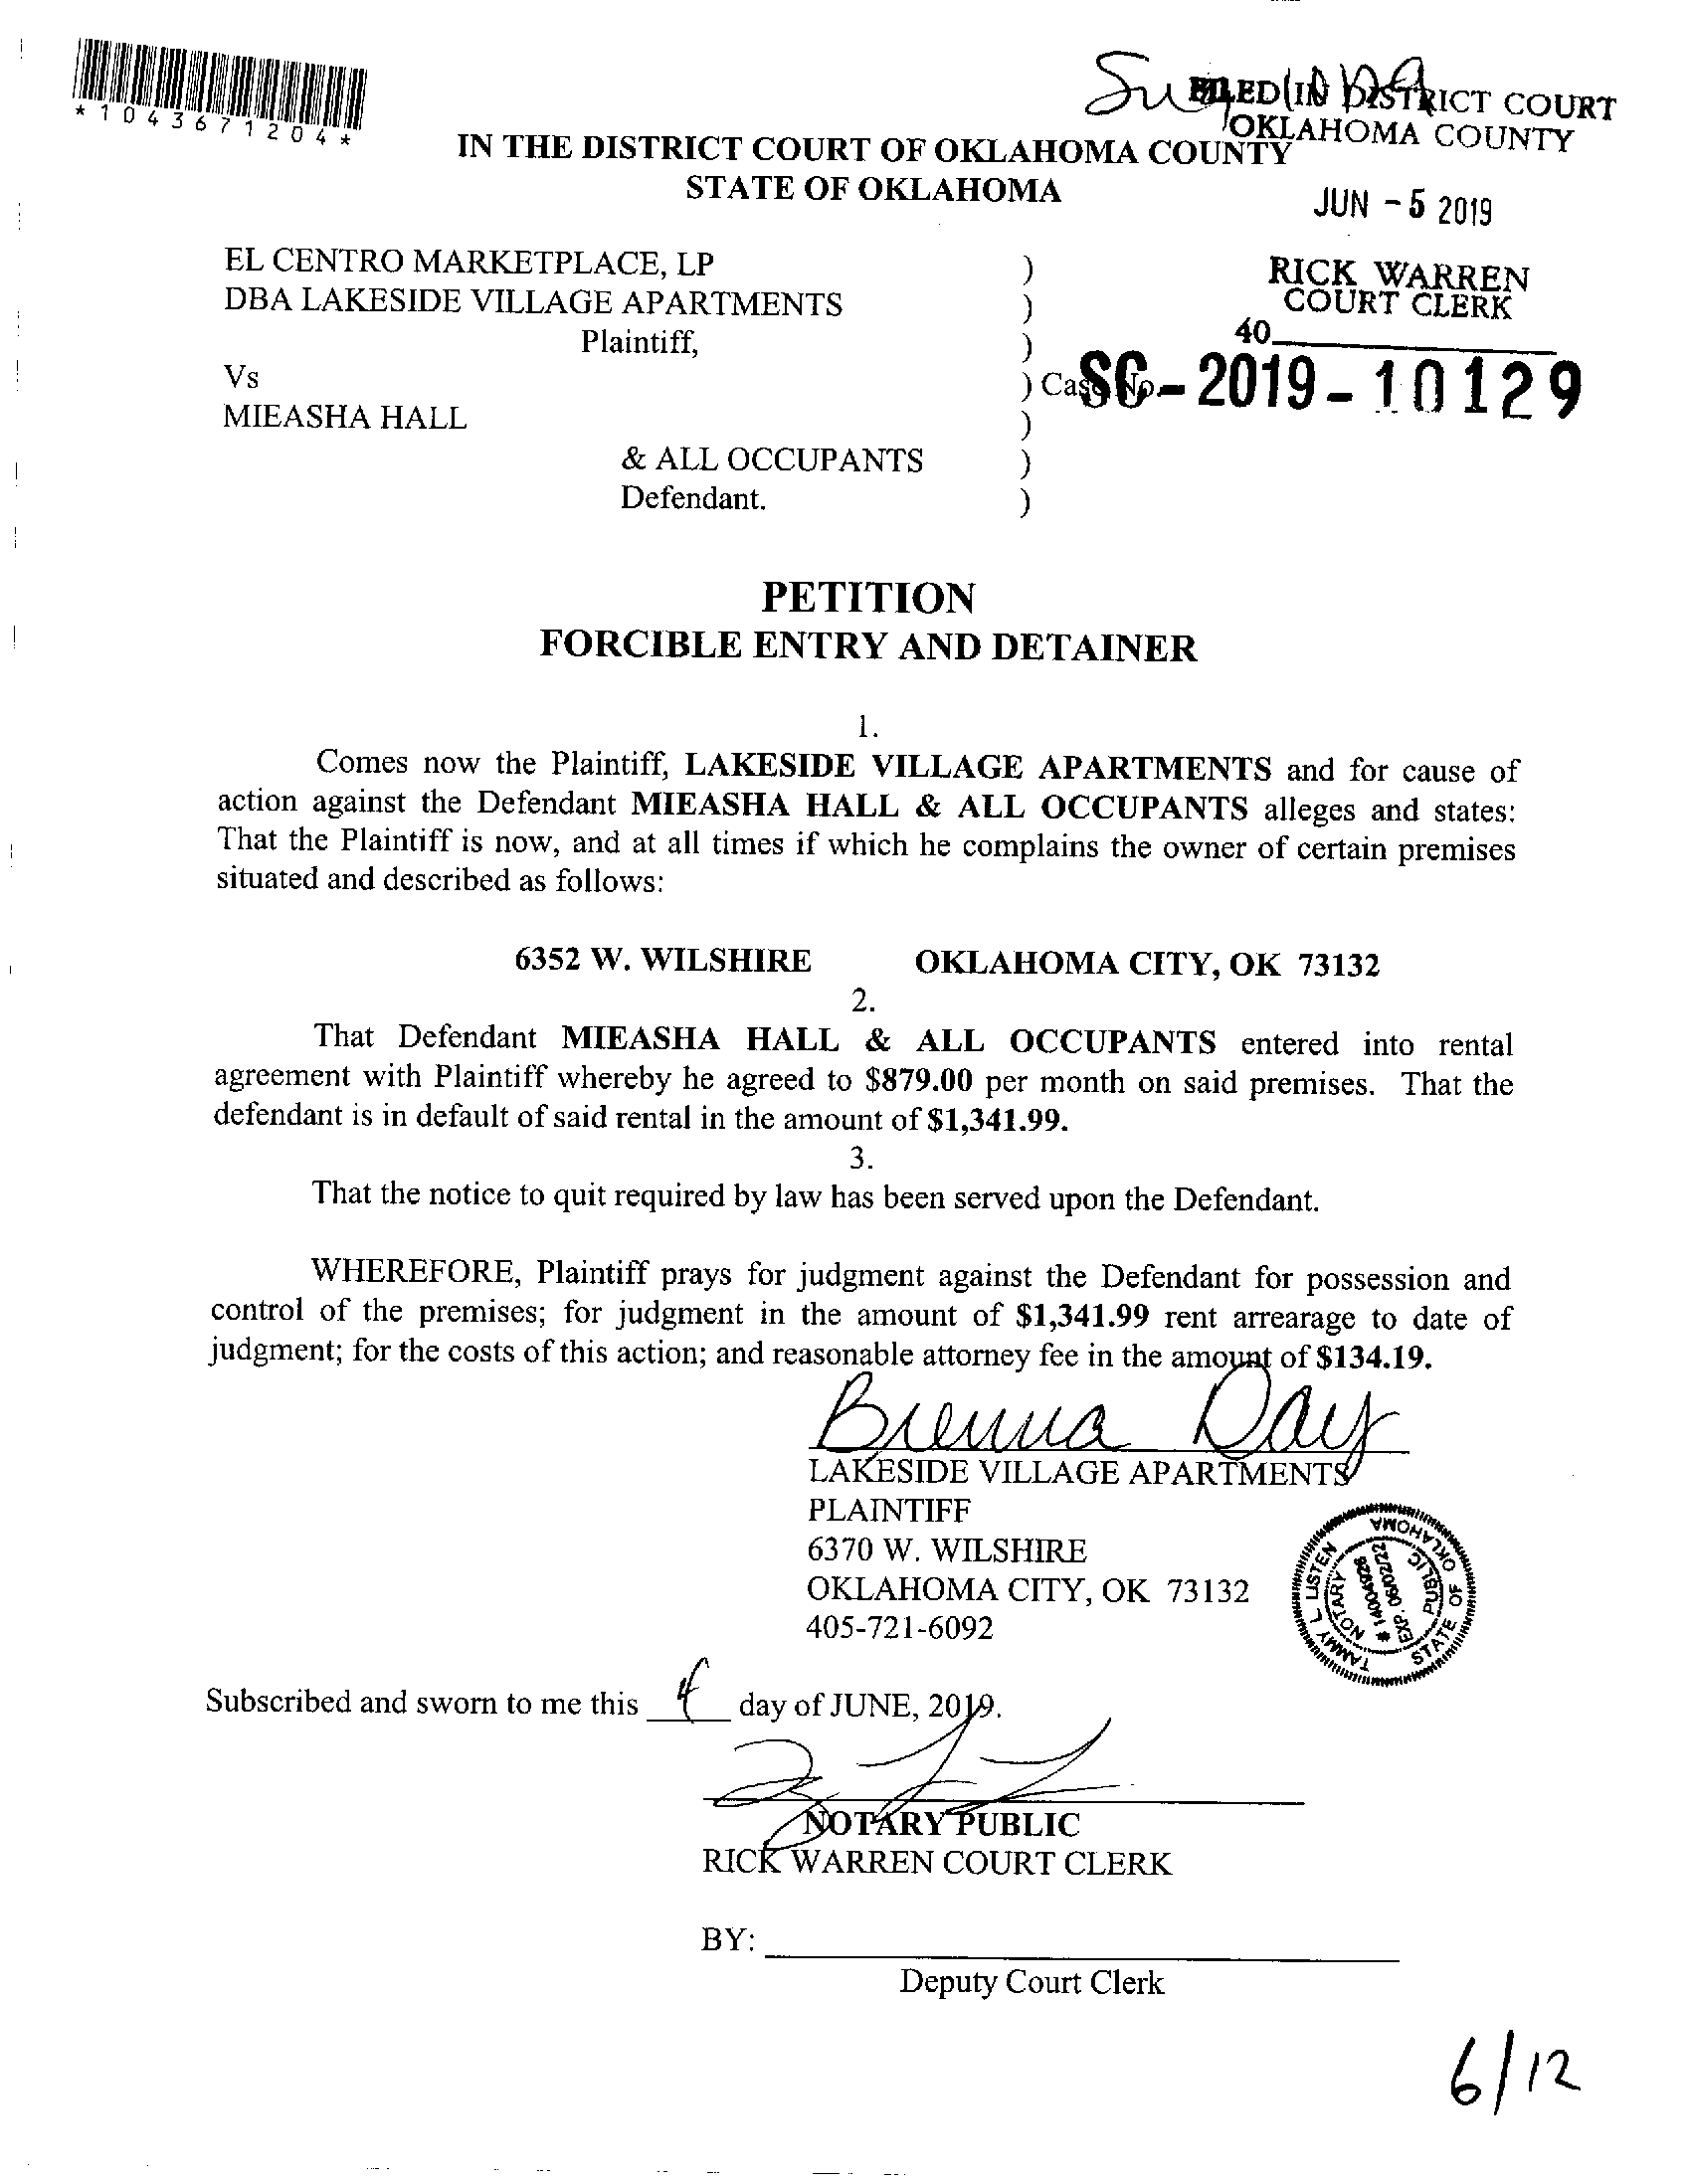 *1043671204*
FILED IN DISTRICT COURT
OKLAHOMA COUNTY
IN THE DISTRICT COURT OF OKLAHOMA COUNTY
STATE OF OKLAHOMA
JUN - 5 2019
EL CENTRO MARKETPLACE, LP )
DBA LAKESIDE VILLAGE APARTMENTS )
Plaintiff, )
RICK WARREN
COURT CLERK
40
Vs ) Case No.
SC-2019-10129
MIEASHA HALL )
& ALL OCCUPANTS )
Defendant. )
PETITION
FORCIBLE ENTRY AND DETAINER
1.
Comes now the Plaintiff, LAKESIDE VILLAGE APARTMENTS and for cause of
action against the Defendant MIEASHA HALL & ALL OCCUPANTS alleges and states:
That the Plaintiff is now, and at all times if which he complains the owner of certain premises
situated and described as follows:
6352 W. WILSHIRE OKLAHOMA CITY, OK 73132
2.
That Defendant MIEASHA HALL & ALL OCCUPANTS entered into rental
agreement with Plaintiff whereby he agreed to $879.00 per month on said premises. That the
defendant is in default of said rental in the amount of $1,341.99.
3.
That the notice to quit required by law has been served upon the Defendant.
WHEREFORE, Plaintiff prays for judgment against the Defendant for possession and
control of the premises; for judgment in the amount of $1,341.99 rent arrearage to date of
judgment; for the costs of this action; and reasonable attorney fee in the amount of $134.19.
Brenna Day
LAKESIDE VILLAGE APARTMENTS
PLAINTIFF
6370 W. WILSHIRE
OKLAHOMA CITY, OK 73132
405-721-6092
TAMMY L LISTEN
STATE OF OKLAHOMA
NOTARY PUBLIC
# 14004926
EXP. 06/02/22
Subscribed and sworn to me this 4 day of JUNE, 2019.
NOTARY PUBLIC
RICK WARREN COURT CLERK
BY:
Deputy Court Clerk
6/12